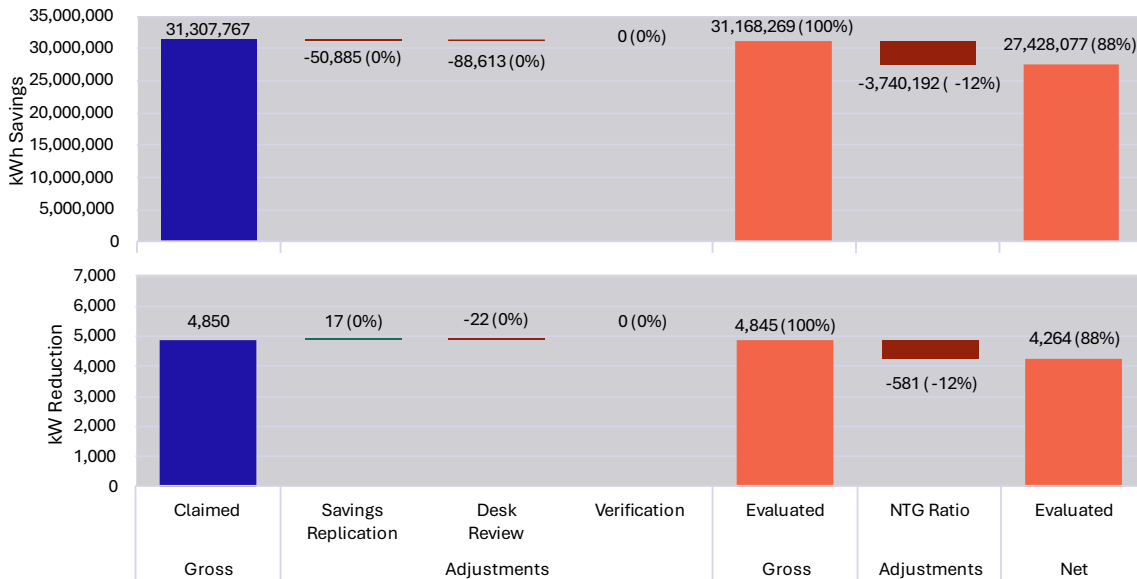 35,000,000
30,000,000
25,000,000
20,000,000
15,000,000
10,000,000
5,000,000
0
kWh Savings
31,307,767
-50,885 (0%)
-88,613 (0%)
0 (0%)
31,168,269 (100%)
-3,740,192 ( -12%)
27,428,077 (88%)
7,000
6,000
5,000
4,000
3,000
2,000
1,000
0
kW Reduction
4,850
17 (0%)
-22 (0%)
0 (0%)
4,845 (100%)
-581 ( -12%)
4,264 (88%)
Claimed
Savings
Replication
Desk
Review
Verification
Evaluated
NTG Ratio
Evaluated
Gross
Adjustments
Gross
Adjustments
Net